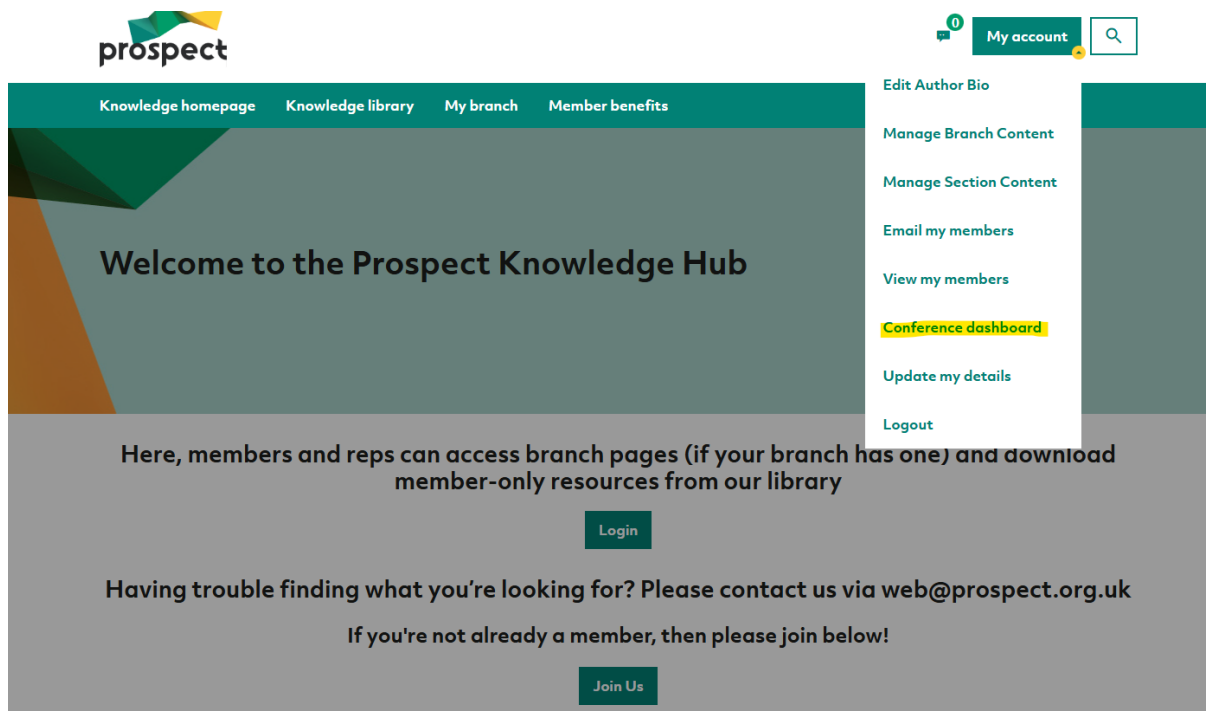 prospect
0
My account
Knowledge homepage
Knowledge library
My branch
Member benefits
Edit Author Bio
Manage Branch Content
Manage Section Content
Email my members
View my members
Conference dashboard
Update my details
Logout
Welcome to the Prospect Knowledge Hub
Here, members and reps can access branch pages (if your branch has one) and download
member-only resources from our library
Login
Having trouble finding what you’re looking for? Please contact us via web@prospect.org.uk
If you're not already a member, then please join below!
Join Us